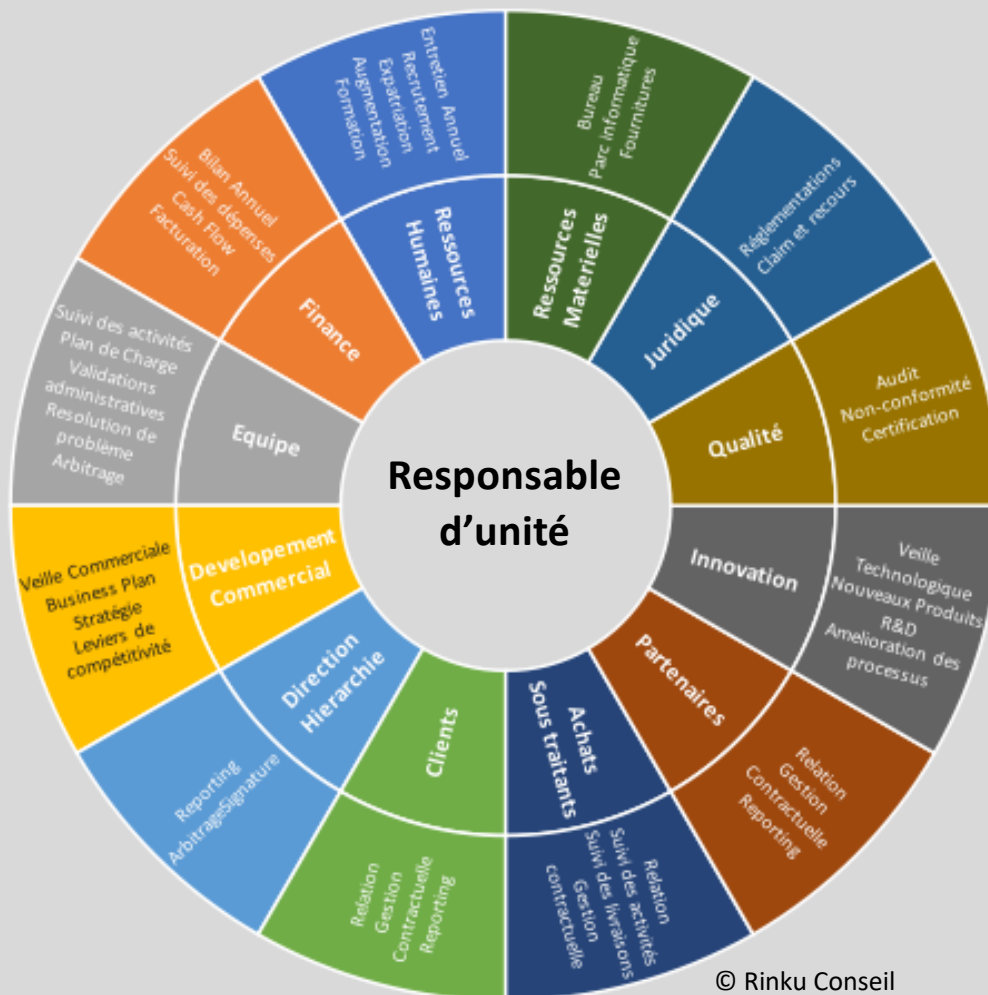 Responsable
d’unité
Ressources
Materielles
Bureau
Parc informatique
Fournitures
Juridique
Réglementations
Claim et recours
Qualité
Audit
Non-conformité
Certification
Innovation
Veille
Technologique
Nouveaux Produits
R&D
Amelioration des
processus
Partenaires
Relation
Gestion
Contractuelle
Reporting
Achats
Sous traitants
Relation
Suivi des activités
Suivi des livraisons
Gestion
contractuelle
Clients
Relation
Gestion
Contractuelle
Reporting
Direction
Hierarchie
Reporting
ArbitrageSignature
Developement
Commercial
Veille Commerciale
Business Plan
Stratégie
Leviers de
compétitivité
Equipe
Suivi des activités
Plan de Charge
Validations
administratives
Resolution de
problème
Arbitrage
Finance
Bilan Annuel
Suivi des dépenses
Cash Flow
Facturation
Ressources
Humaines
Entretien Annuel
Recrutement
Expatriation
Augmentation
Formation
© Rinku Conseil